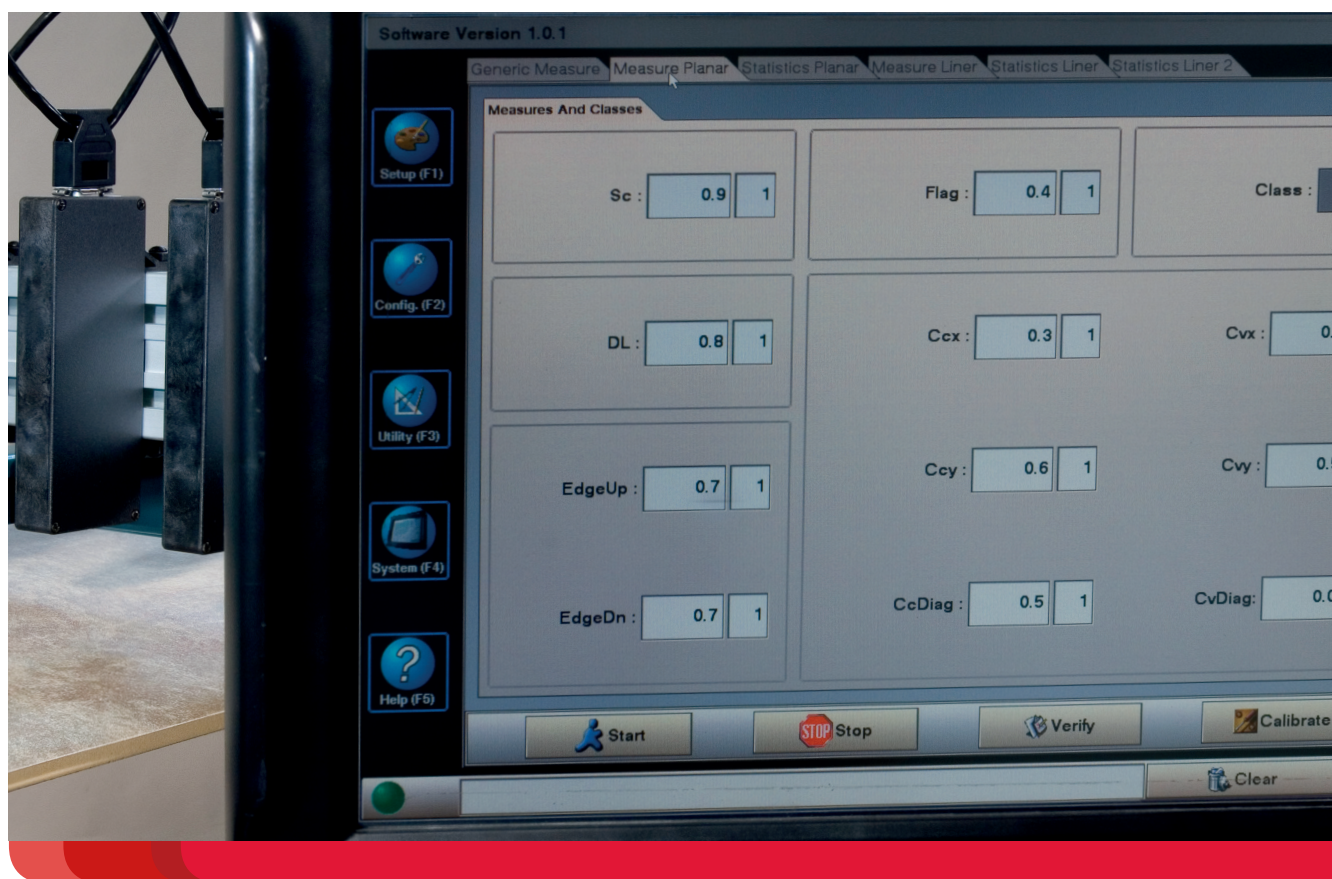 Software Version 1.0.1
Generic Measure Measure Planar Statistics Planar Measure Liner Statistics Liner Statistics Liner 2
Measures And Classes
Setup (F1)
Sc : 0.9 1
Flag : 0.4 1
Class :
Config. (F2)
DL : 0.8 1
Ccx : 0.3 1
Cvx :
Utility (F3)
EdgeUp : 0.7 1
Ccy : 0.6 1
Cvy :
System (F4)
EdgeDn : 0.7 1
CcDiag : 0.5 1
CvDiag:
Help (F5)
Start
STOP Stop
Verify
Calibrate
Clear